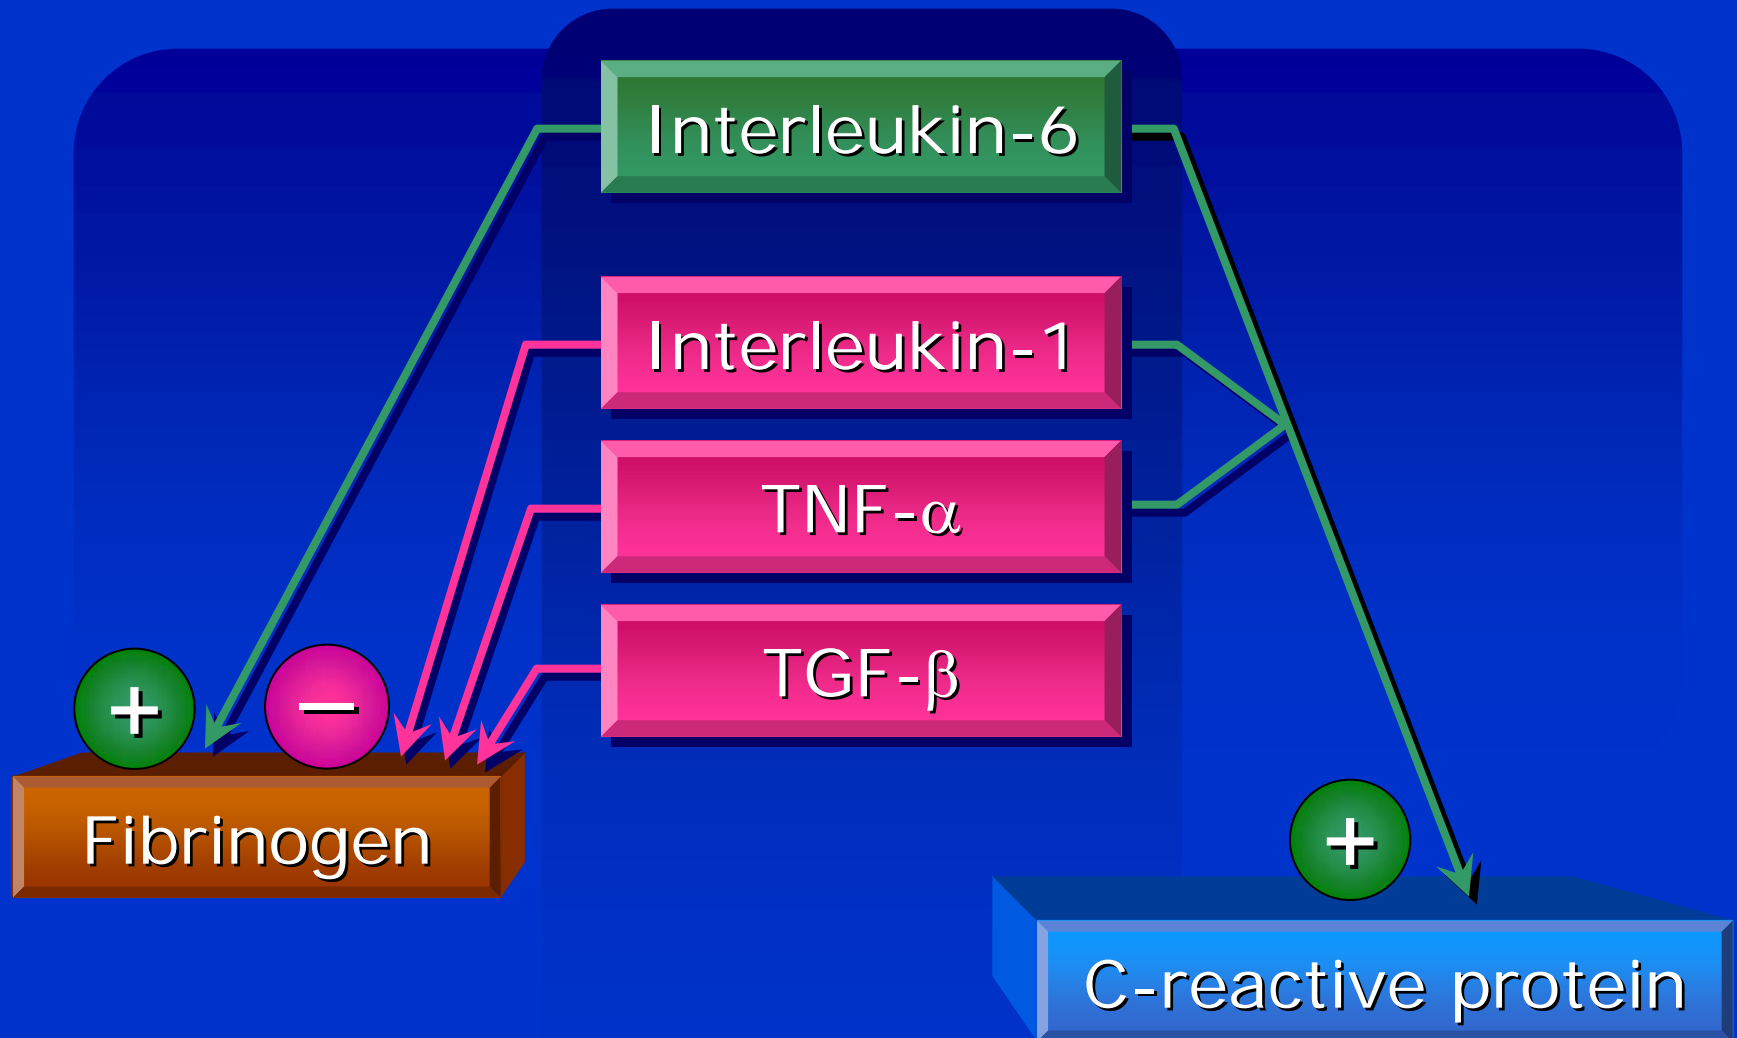 Interleukin-6
Interleukin-1
TNF-α
TGF-β
+
–
Fibrinogen
+
C-reactive protein